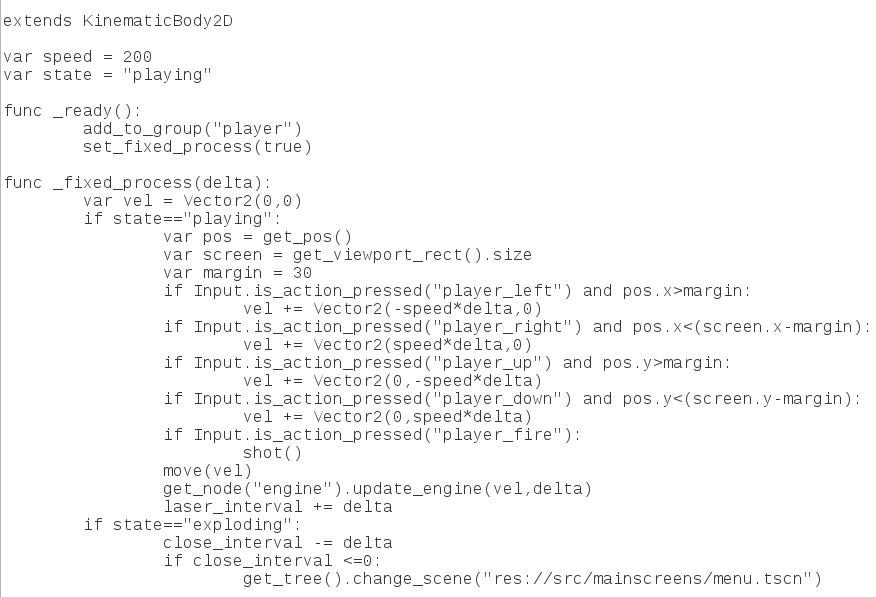 extends KinematicBody2D

var speed = 200
var state = "playing"

func _ready():
        add_to_group("player")
        set_fixed_process(true)

func _fixed_process(delta):
        var vel = Vector2(0,0)
        if state=="playing":
                var pos = get_pos()
                var screen = get_viewport_rect().size
                var margin = 30
                if Input.is_action_pressed("player_left") and pos.x>margin:
                        vel += Vector2(-speed*delta,0)
                if Input.is_action_pressed("player_right") and pos.x<(screen.x-margin):
                        vel += Vector2(speed*delta,0)
                if Input.is_action_pressed("player_up") and pos.y>margin:
                        vel += Vector2(0,-speed*delta)
                if Input.is_action_pressed("player_down") and pos.y<(screen.y-margin):
                        vel += Vector2(0,speed*delta)
                if Input.is_action_pressed("player_fire"):
                        shot()
                move(vel)
                get_node("engine").update_engine(vel,delta)
                laser_interval += delta
        if state=="exploding":
                close_interval -= delta
                if close_interval <=0:
                        get_tree().change_scene("res://src/mainscreens/menu.tscn")